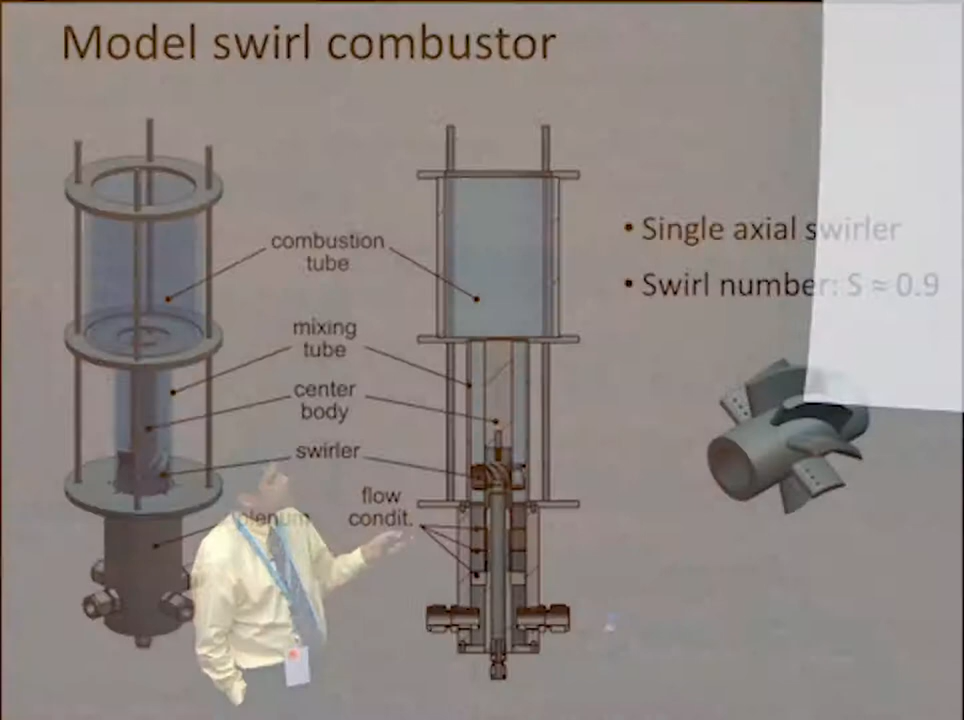 Model swirl combustor
combustion
tube
mixing
tube
center
body
swirler
flow
condit.
plenum
• Single axial swirler
• Swirl number: S ≈ 0.9